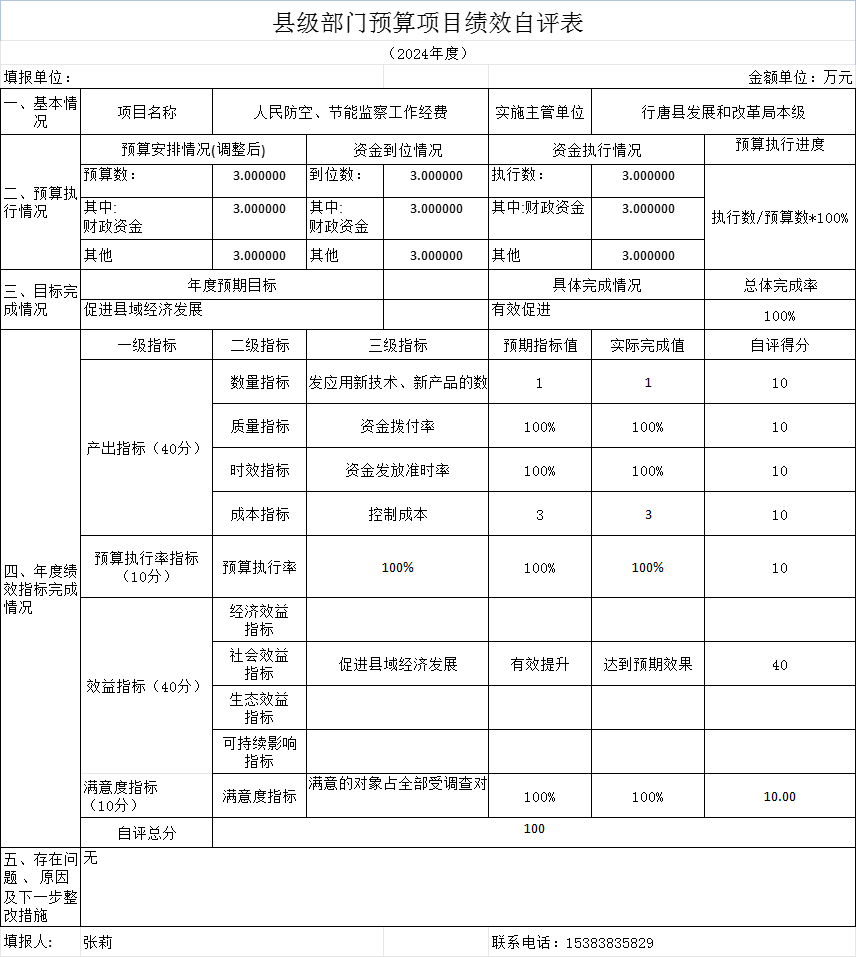 县级部门预算项目绩效自评表
（2024年度）
填报单位： 金额单位：万元
一、基本情况 项目名称 人民防空、节能监察工作经费 实施主管单位 行唐县发展和改革局本级
二、预算执行情况 预算安排情况(调整后) 资金到位情况 资金执行情况 预算执行进度
预算数： 3.000000 到位数： 3.000000 执行数： 3.000000 执行数/预算数*100%
其中:财政资金 3.000000 其中:财政资金 3.000000 其中:财政资金 3.000000
其他 3.000000 其他 3.000000 其他 3.000000
三、目标完成情况 年度预期目标 具体完成情况 总体完成率
促进县域经济发展 有效促进 100%
四、年度绩效指标完成情况 一级指标 二级指标 三级指标 预期指标值 实际完成值 自评得分
产出指标（40分） 数量指标 发应用新技术、新产品的数 1 1 10
质量指标 资金拨付率 100% 100% 10
时效指标 资金发放准时率 100% 100% 10
成本指标 控制成本 3 3 10
预算执行率指标（10分） 预算执行率 100% 100% 100% 10
效益指标（40分） 经济效益指标
社会效益指标 促进县域经济发展 有效提升 达到预期效果 40
生态效益指标
可持续影响指标
满意度指标（10分） 满意度指标 满意的对象占全部受调查对 100% 100% 10.00
自评总分 100
五、存在问题、原因及下一步整改措施 无
填报人: 张莉 联系电话：15383835829